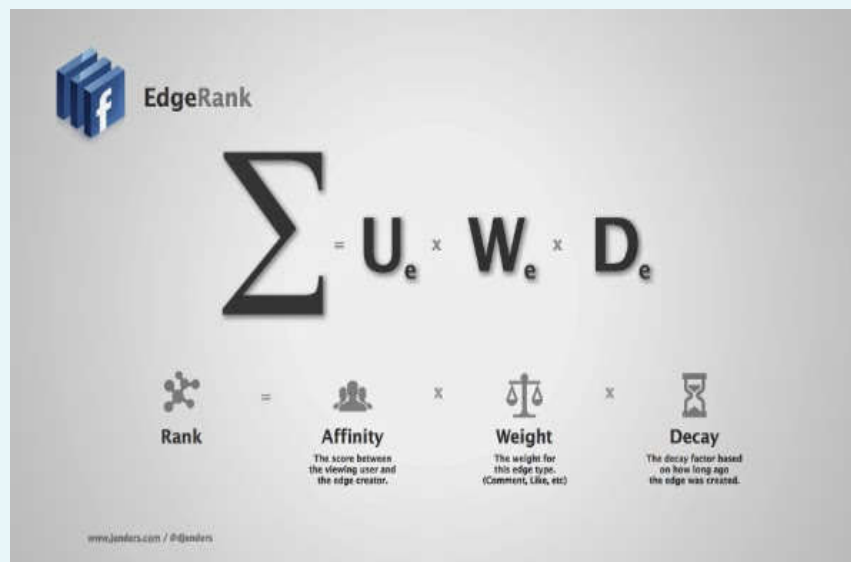 f
EdgeRank
Σ = Ue x We x De
Rank = Affinity x Weight x Decay
The score between
the viewing user and
the edge creator.
The weight for
this edge type.
(Comment, Like, etc)
The decay factor based
on how long ago
the edge was created.